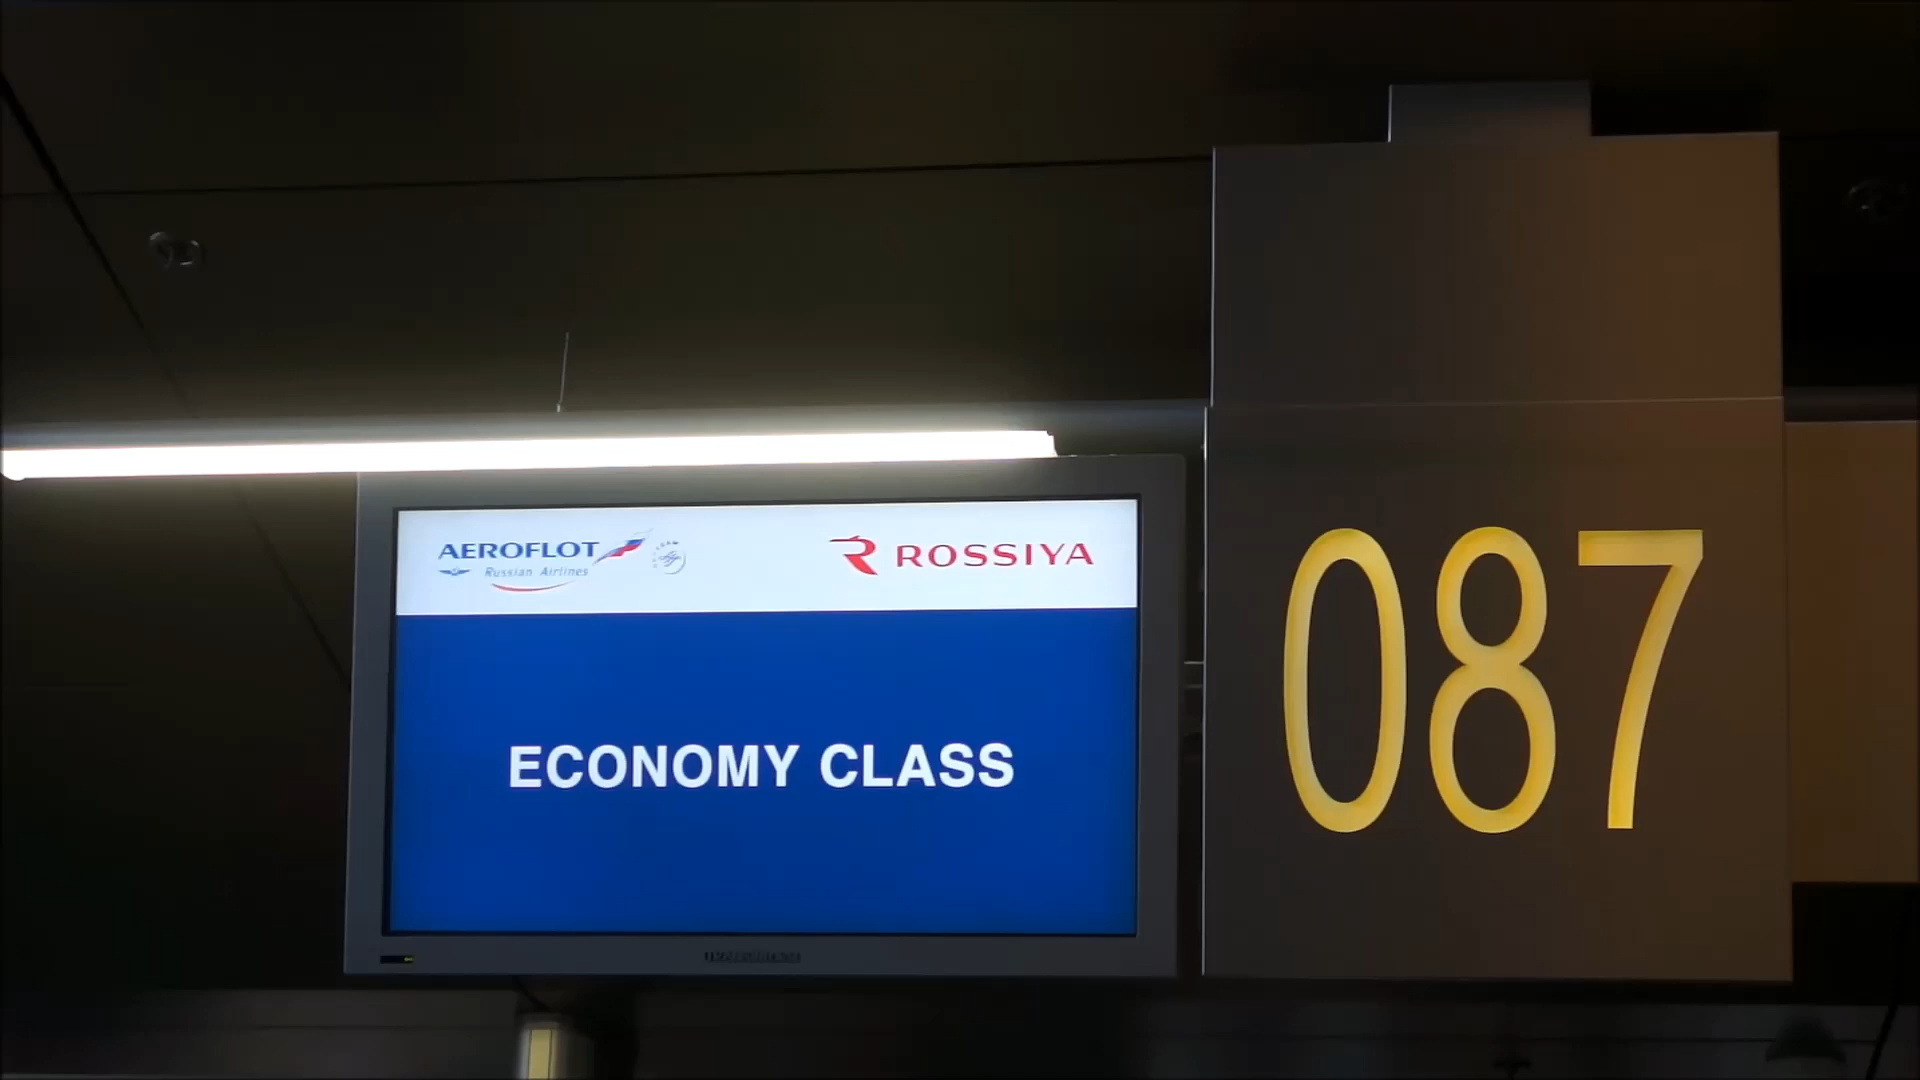 AEROFLOT
Russian Airlines
ROSSIYA
ECONOMY CLASS
087